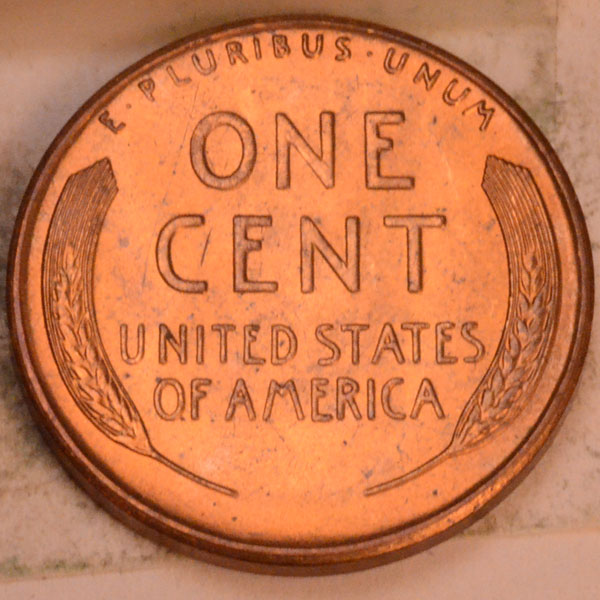 E · PLURIBUS · UNUM
ONE
CENT
UNITED STATES
OF AMERICA